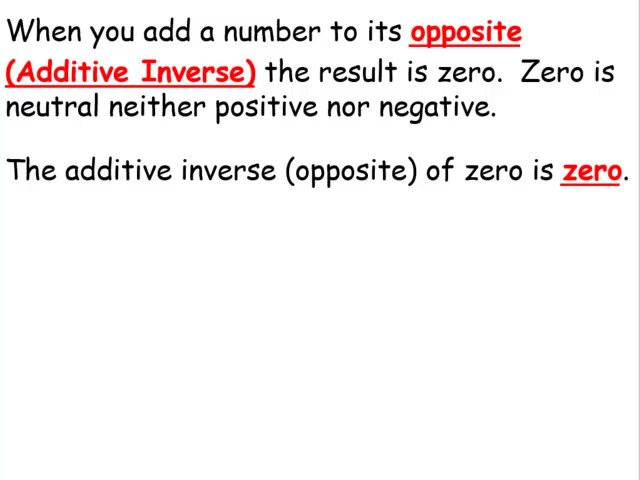 When you add a number to its opposite
(Additive Inverse) the result is zero. Zero is
neutral neither positive nor negative.
The additive inverse (opposite) of zero is zero.